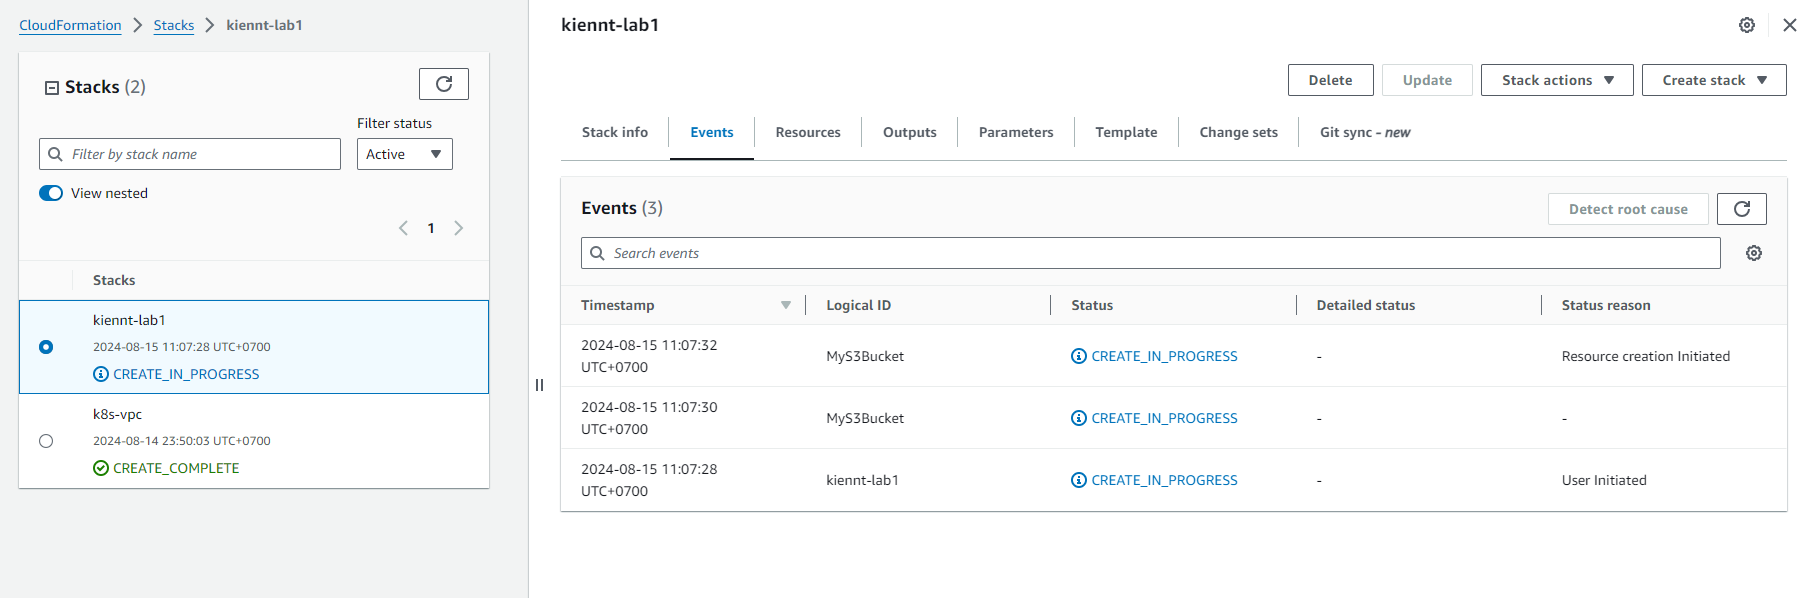 CloudFormation > Stacks > kiennt-lab1
Stacks (2)
Filter status
Filter by stack name
Active
View nested
1
Stacks
kiennt-lab1
2024-08-15 11:07:28 UTC+0700
CREATE_IN_PROGRESS
k8s-vpc
2024-08-14 23:50:03 UTC+0700
CREATE_COMPLETE
kiennt-lab1
Delete Update Stack actions Create stack
Stack info Events Resources Outputs Parameters Template Change sets Git sync - new
Events (3)
Detect root cause
Search events
Timestamp Logical ID Status Detailed status Status reason
2024-08-15 11:07:32 UTC+0700 MyS3Bucket CREATE_IN_PROGRESS - Resource creation Initiated
2024-08-15 11:07:30 UTC+0700 MyS3Bucket CREATE_IN_PROGRESS - -
2024-08-15 11:07:28 UTC+0700 kiennt-lab1 CREATE_IN_PROGRESS - User Initiated